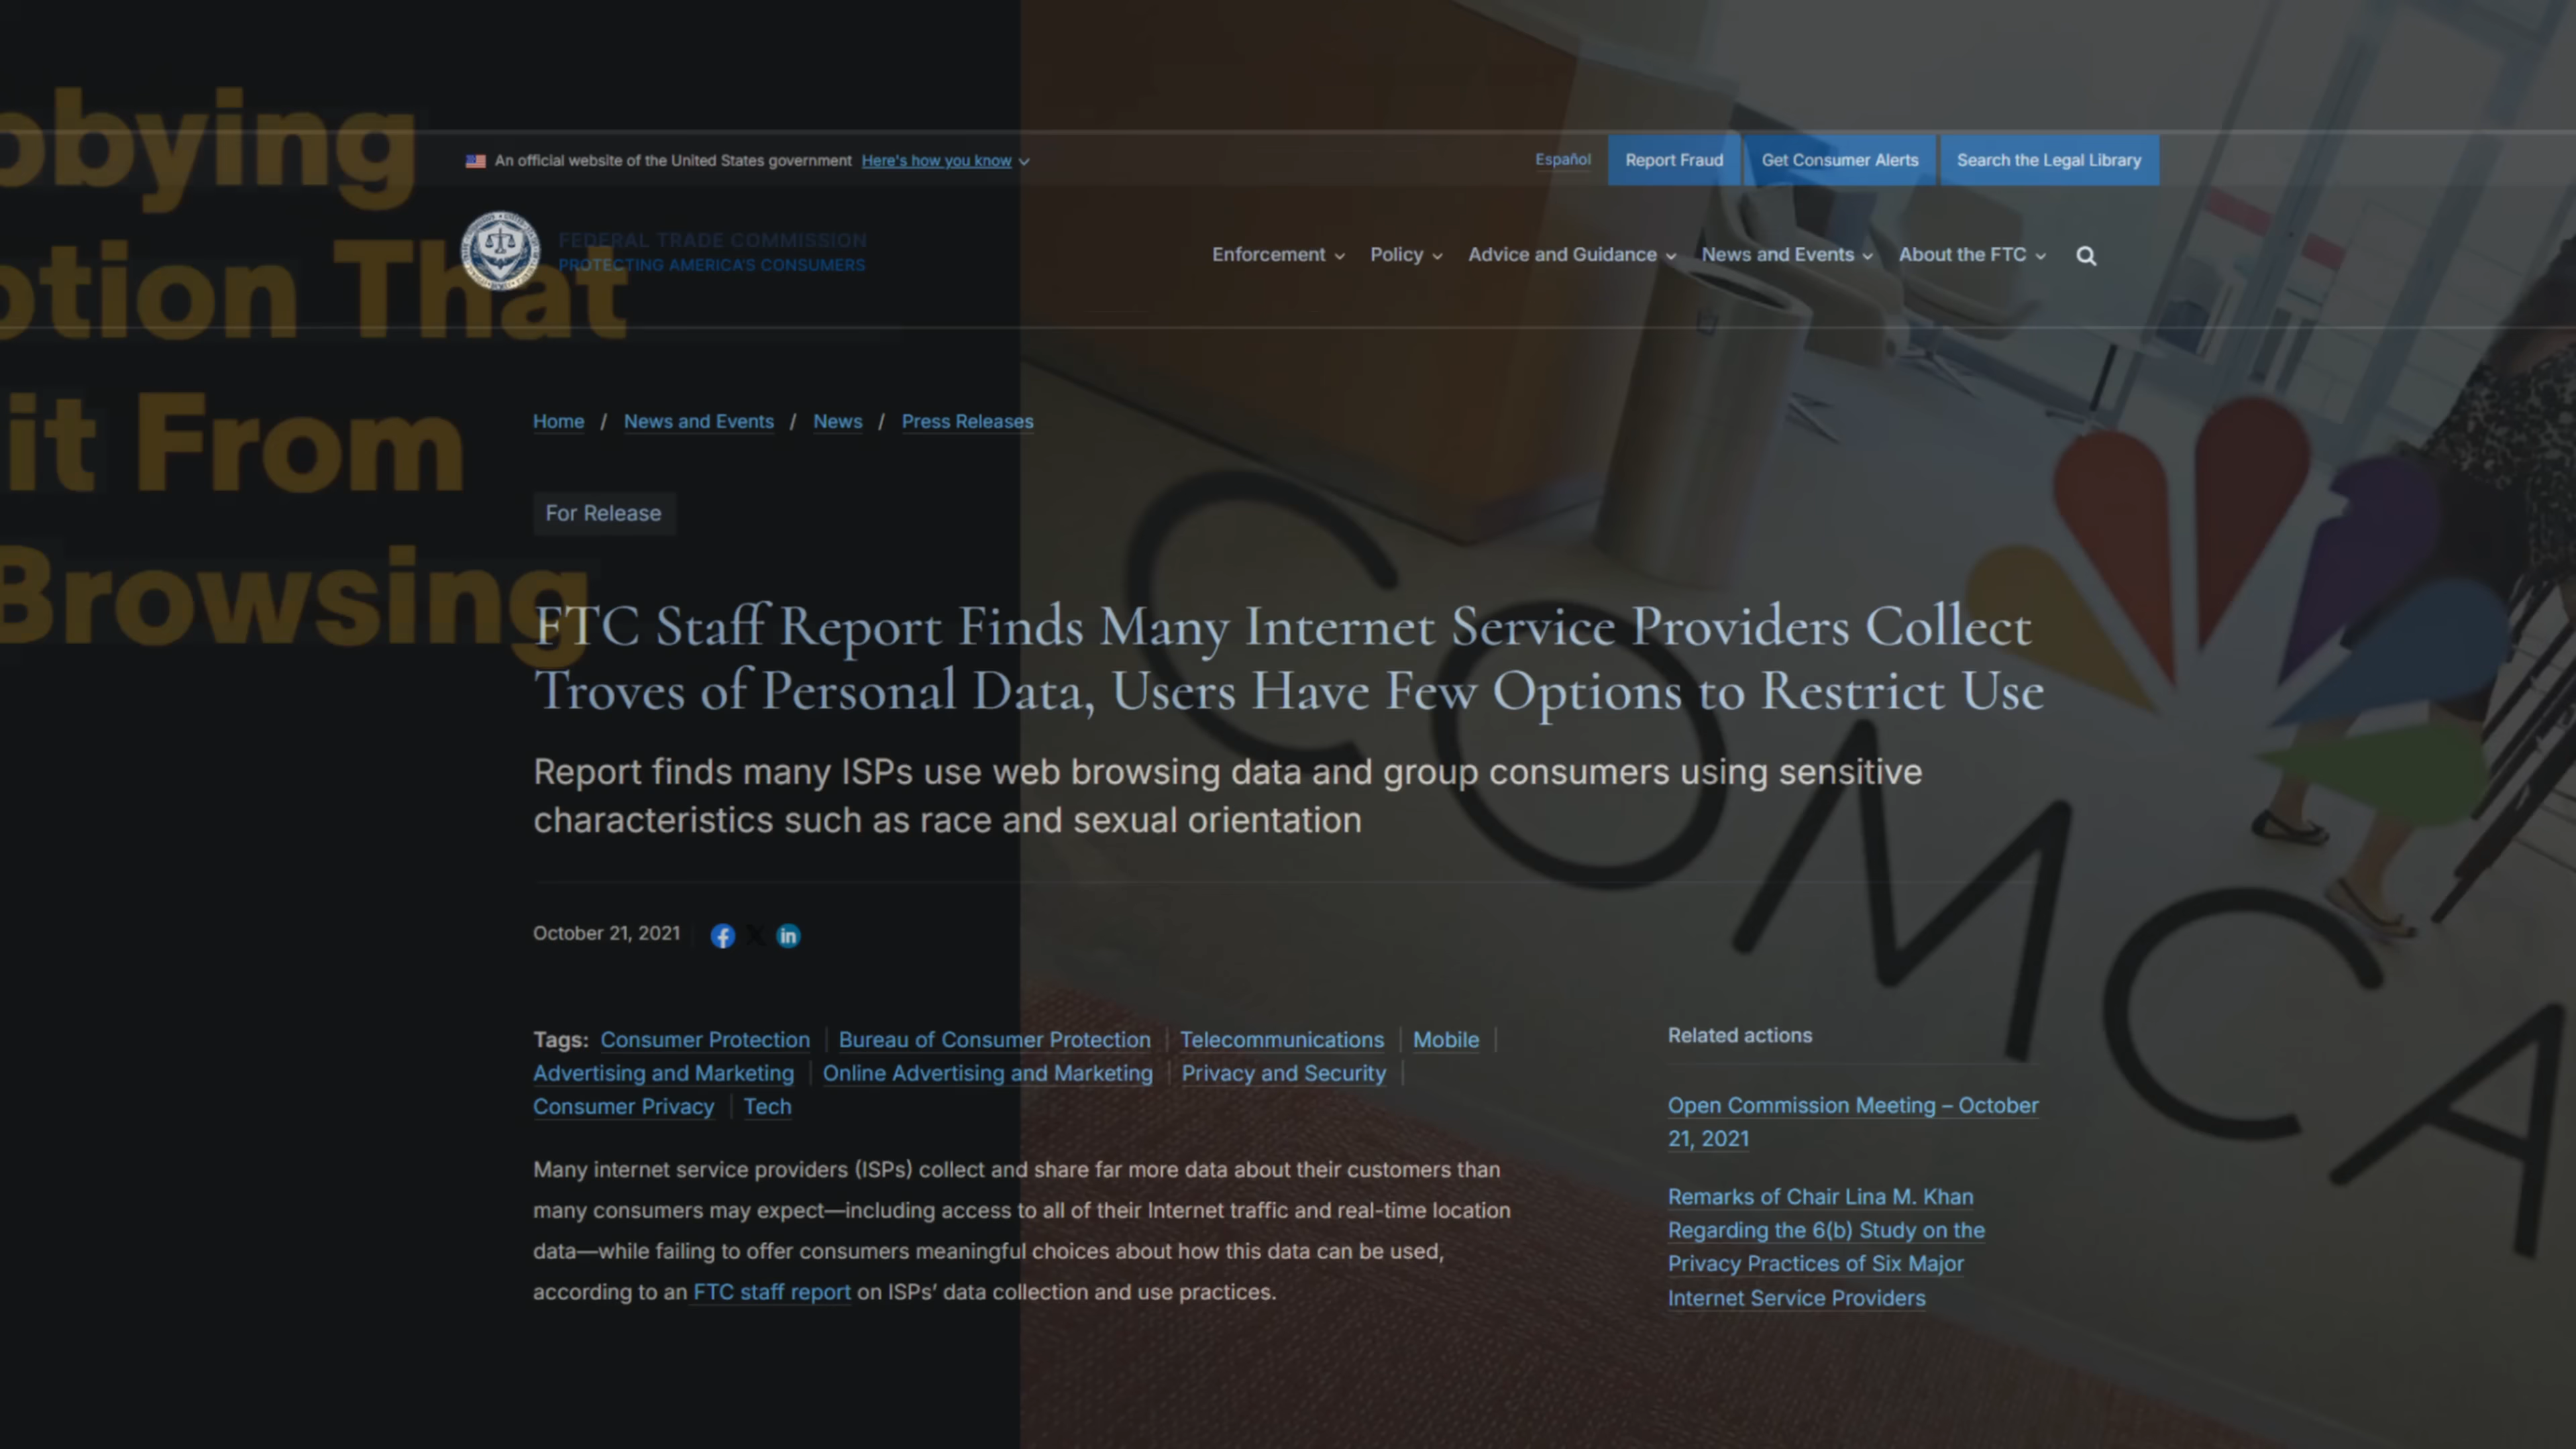 An official website of the United States government Here's how you know
Español Report Fraud Get Consumer Alerts Search the Legal Library
FEDERAL TRADE COMMISSION
PROTECTING AMERICA'S CONSUMERS
Enforcement Policy Advice and Guidance News and Events About the FTC
Home / News and Events / News / Press Releases
For Release
FTC Staff Report Finds Many Internet Service Providers Collect
Troves of Personal Data, Users Have Few Options to Restrict Use
Report finds many ISPs use web browsing data and group consumers using sensitive
characteristics such as race and sexual orientation
October 21, 2021
Tags: Consumer Protection | Bureau of Consumer Protection | Telecommunications | Mobile |
Advertising and Marketing | Online Advertising and Marketing | Privacy and Security |
Consumer Privacy | Tech
Many internet service providers (ISPs) collect and share far more data about their customers than
many consumers may expect—including access to all of their Internet traffic and real-time location
data—while failing to offer consumers meaningful choices about how this data can be used,
according to an FTC staff report on ISPs' data collection and use practices.
Related actions
Open Commission Meeting – October
21, 2021
Remarks of Chair Lina M. Khan
Regarding the 6(b) Study on the
Privacy Practices of Six Major
Internet Service Providers
obbying
ption That
it From
Browsing
COMCA